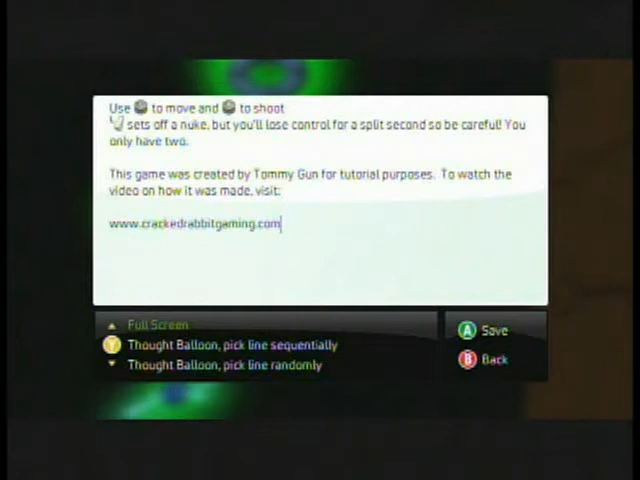 Use to move and to shoot
sets off a nuke, but you'll lose control for a split second so be careful! You
only have two.
This game was created by Tommy Gun for tutorial purposes. To watch the
video on how it was made, visit:
www.crackedrabbitgaming.com
Full Screen
Y Thought Balloon, pick line sequentially
Thought Balloon, pick line randomly
A Save
B Back